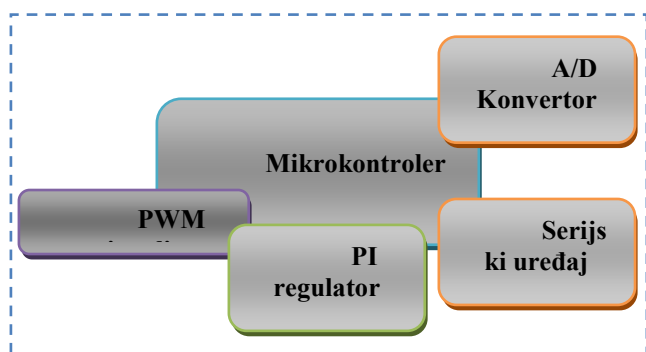 A/D
Konvertor
Mikrokontroler
PWM
Serijs
ki uređaj
PI
regulator